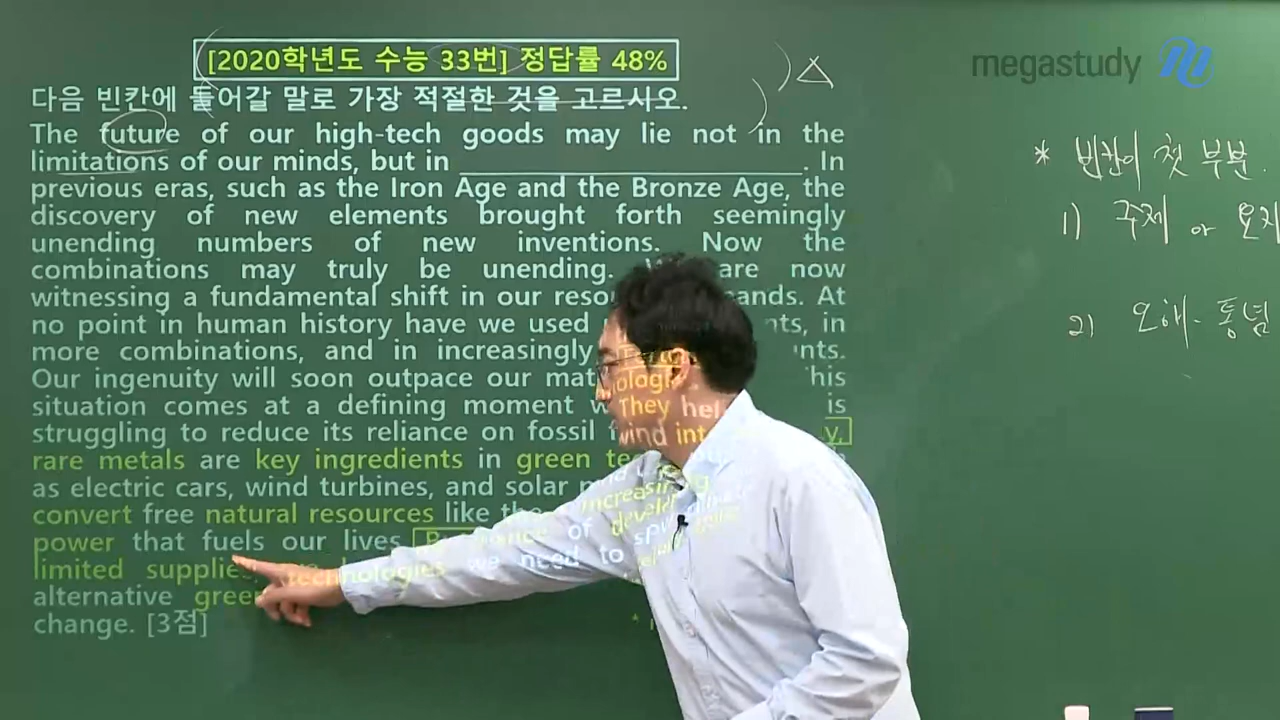 [2020학년도 수능 33번] 정답률 48%
megastudy
다음 빈칸에 들어갈 말로 가장 적절한 것을 고르시오.
The future of our high-tech goods may lie not in the
limitations of our minds, but in ____________________. In
previous eras, such as the Iron Age and the Bronze Age, the
discovery of new elements brought forth seemingly
unending numbers of new inventions. Now the
combinations may truly be unending. are now
witnessing a fundamental shift in our At
no point in human history have we used in
more combinations, and in increasingly
Our ingenuity will soon outpace our
situation comes at a defining moment is
struggling to reduce its reliance on fossil
rare metals are key ingredients in green
as electric cars, wind turbines, and solar
convert free natural resources like
power that fuels our lives.
limited supplies technologies we need to
alternative green
change. [3점]
* 빈칸이 첫 부분.
1) 주제 or 요지
2) 오해 - 통념